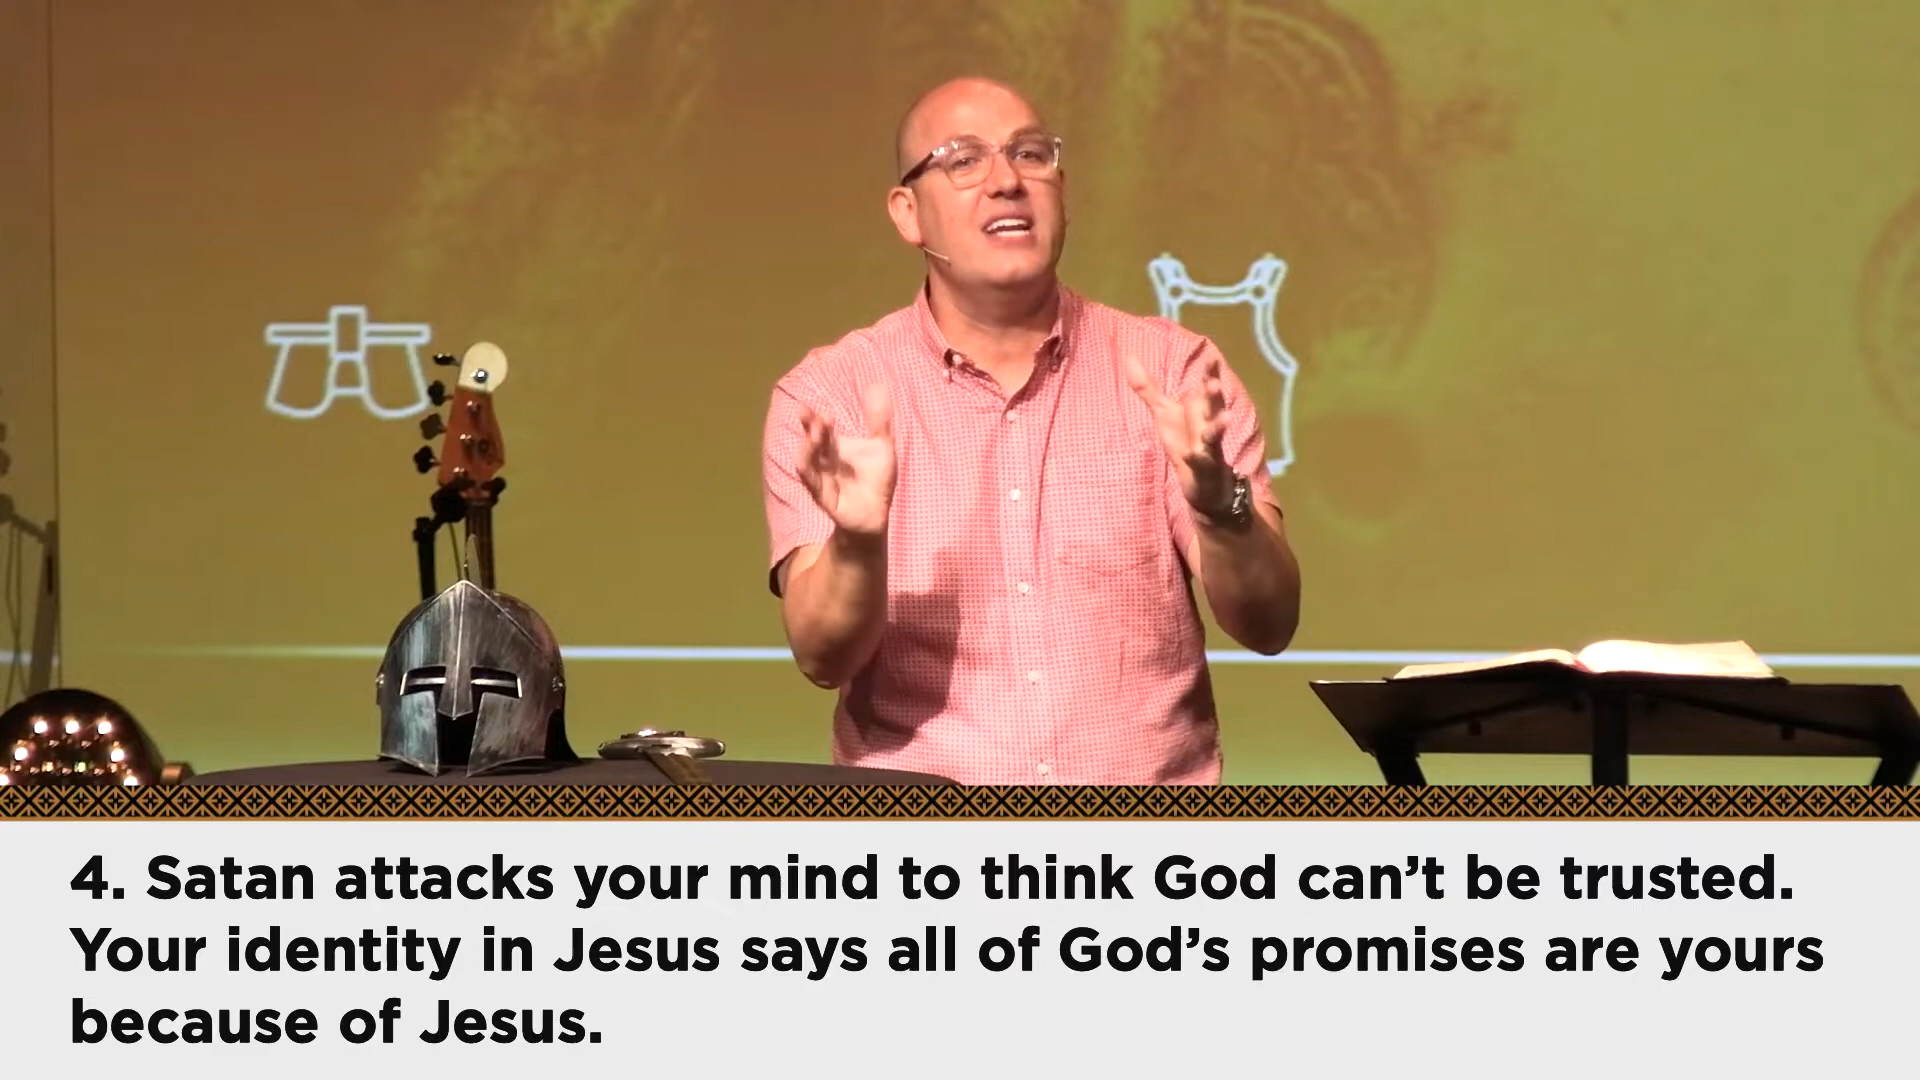 4. Satan attacks your mind to think God can’t be trusted.
Your identity in Jesus says all of God’s promises are yours
because of Jesus.